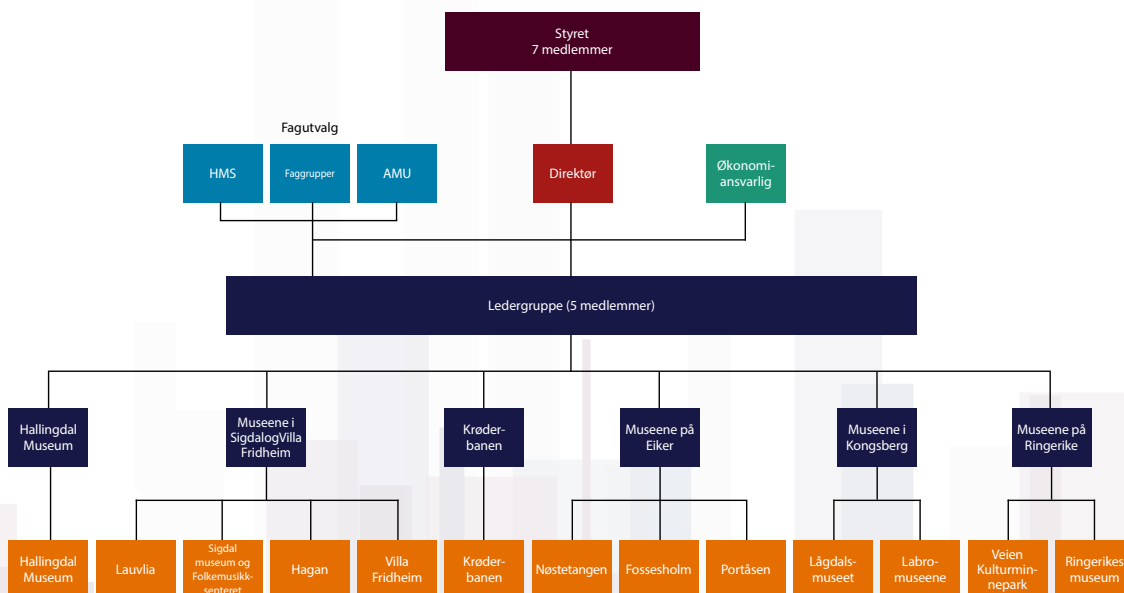 Styret
7 medlemmer
Fagutvalg
HMS
Faggrupper
AMU
Direktør
Økonomi-
ansvarlig
Ledergruppe (5 medlemmer)
Hallingdal
Museum
Museene i
SigdalogVilla
Fridheim
Krøder-
banen
Museene på
Eiker
Museene i
Kongsberg
Museene på
Ringerike
Hallingdal
Museum
Lauvlia
Sigdal
museum og
Folkemusikk-
senteret
Hagan
Villa
Fridheim
Krøder-
banen
Nøstetangen
Fossesholm
Portåsen
Lågdals-
museet
Labro-
museene
Veien
Kulturmin-
nepark
Ringerikes
museum